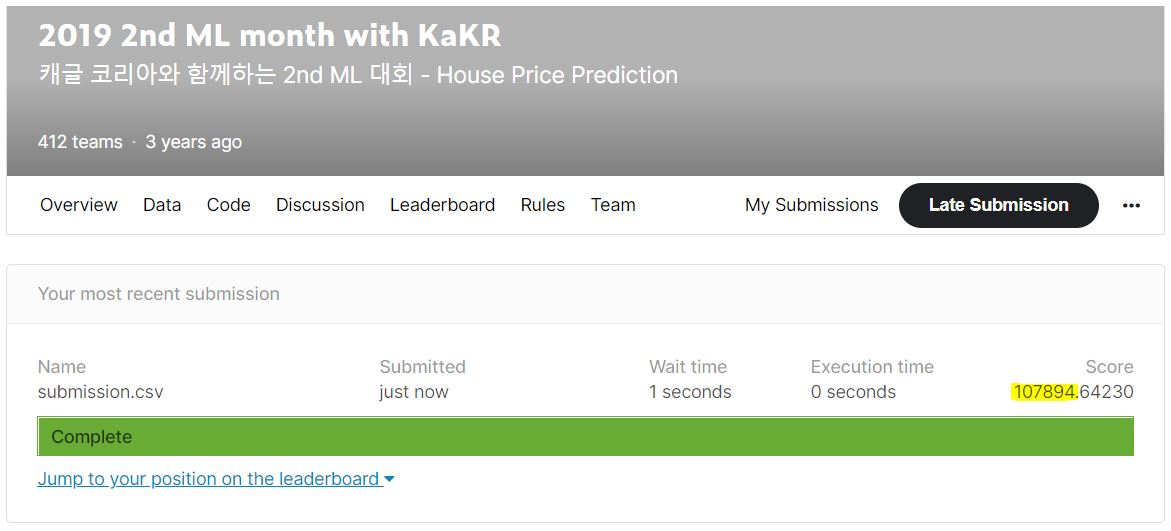 2019 2nd ML month with KaKR
캐글 코리아와 함께하는 2nd ML 대회 - House Price Prediction
412 teams · 3 years ago
Overview Data Code Discussion Leaderboard Rules Team My Submissions Late Submission ...
Your most recent submission
Name Submitted Wait time Execution time Score
submission.csv just now 1 seconds 0 seconds 107894.64230
Complete
Jump to your position on the leaderboard